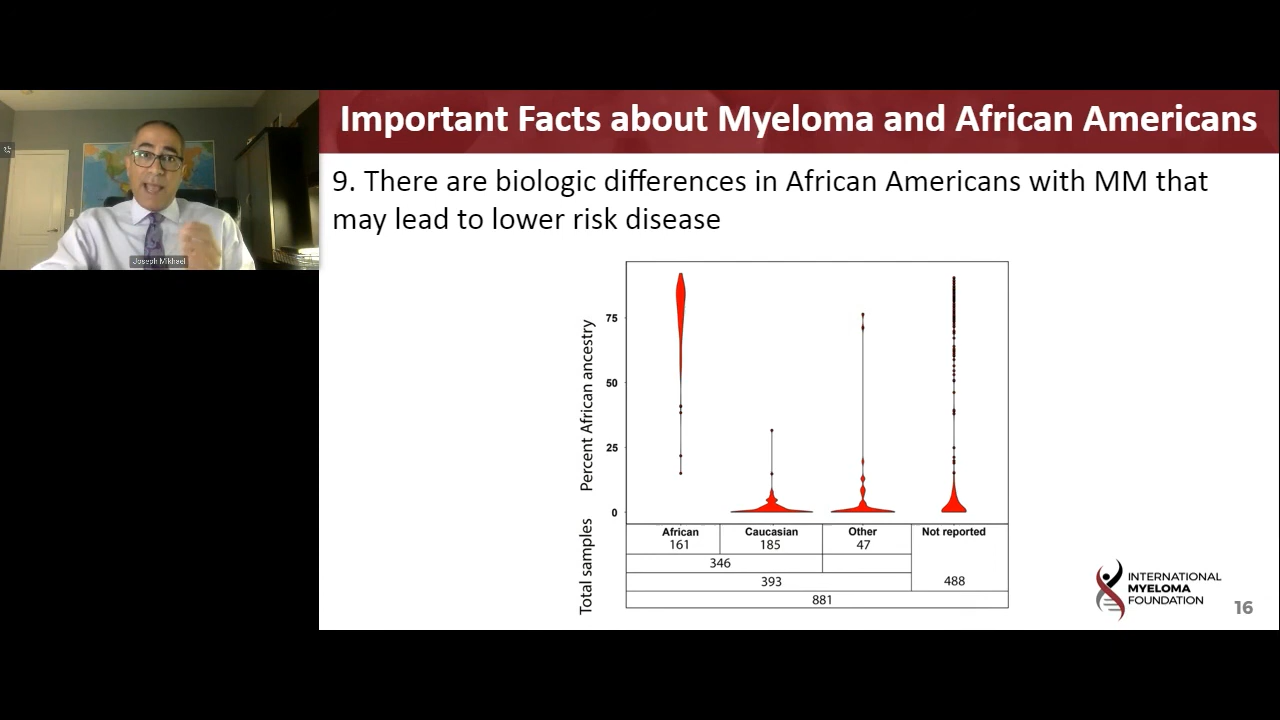 Important Facts about Myeloma and African Americans
9. There are biologic differences in African Americans with MM that
may lead to lower risk disease
Joseph Mikhael
Percent African ancestry
75
50
25
0
Total samples
African
Caucasian
Other
Not reported
161
185
47
346
393
488
881
INTERNATIONAL
MYELOMA
FOUNDATION
16